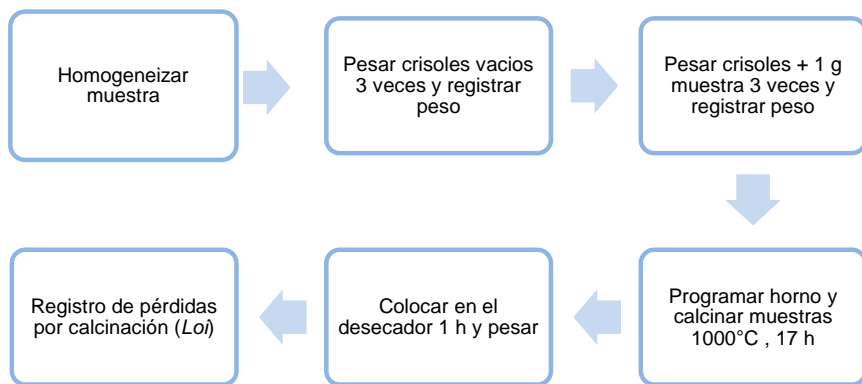 Homogeneizar
muestra
Pesar crisoles vacios
3 veces y registrar
peso
Pesar crisoles + 1 g
muestra 3 veces y
registrar peso
Programar horno y
calcinar muestras
1000°C , 17 h
Colocar en el
desecador 1 h y pesar
Registro de pérdidas
por calcinación (Loi)